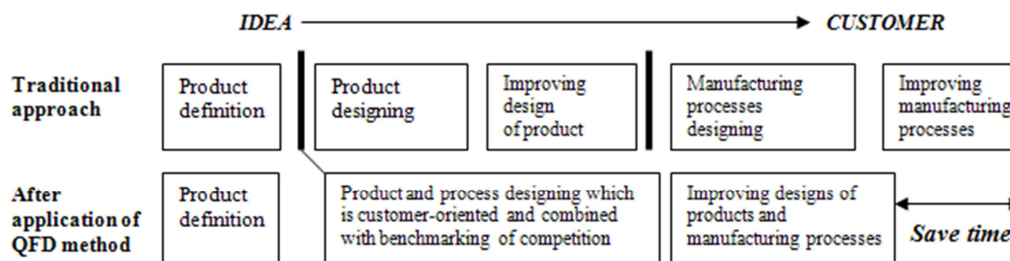 IDEA CUSTOMER
Traditional
approach
Product
definition
Product
designing
Improving
design
of product
Manufacturing
processes
designing
Improving
manufacturing
processes
After
application of
QFD method
Product
definition
Product and process designing which
is customer-oriented and combined
with benchmarking of competition
Improving designs of
products and
manufacturing processes
Save time